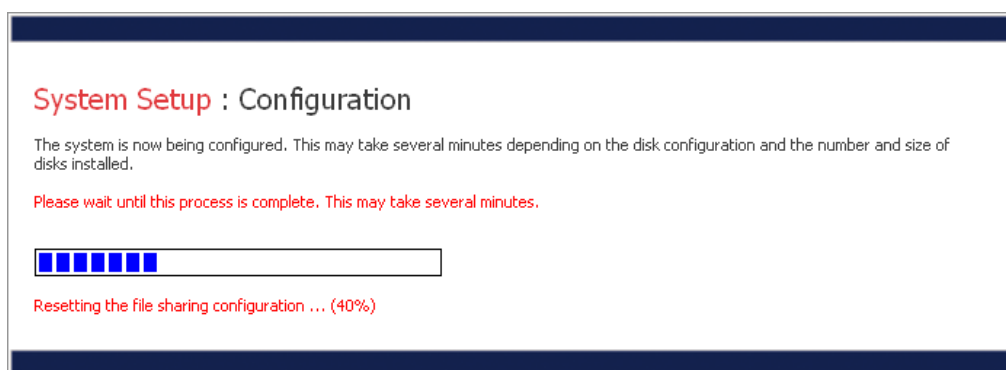 System Setup : Configuration
The system is now being configured. This may take several minutes depending on the disk configuration and the number and size of
disks installed.
Please wait until this process is complete. This may take several minutes.
Resetting the file sharing configuration ... (40%)